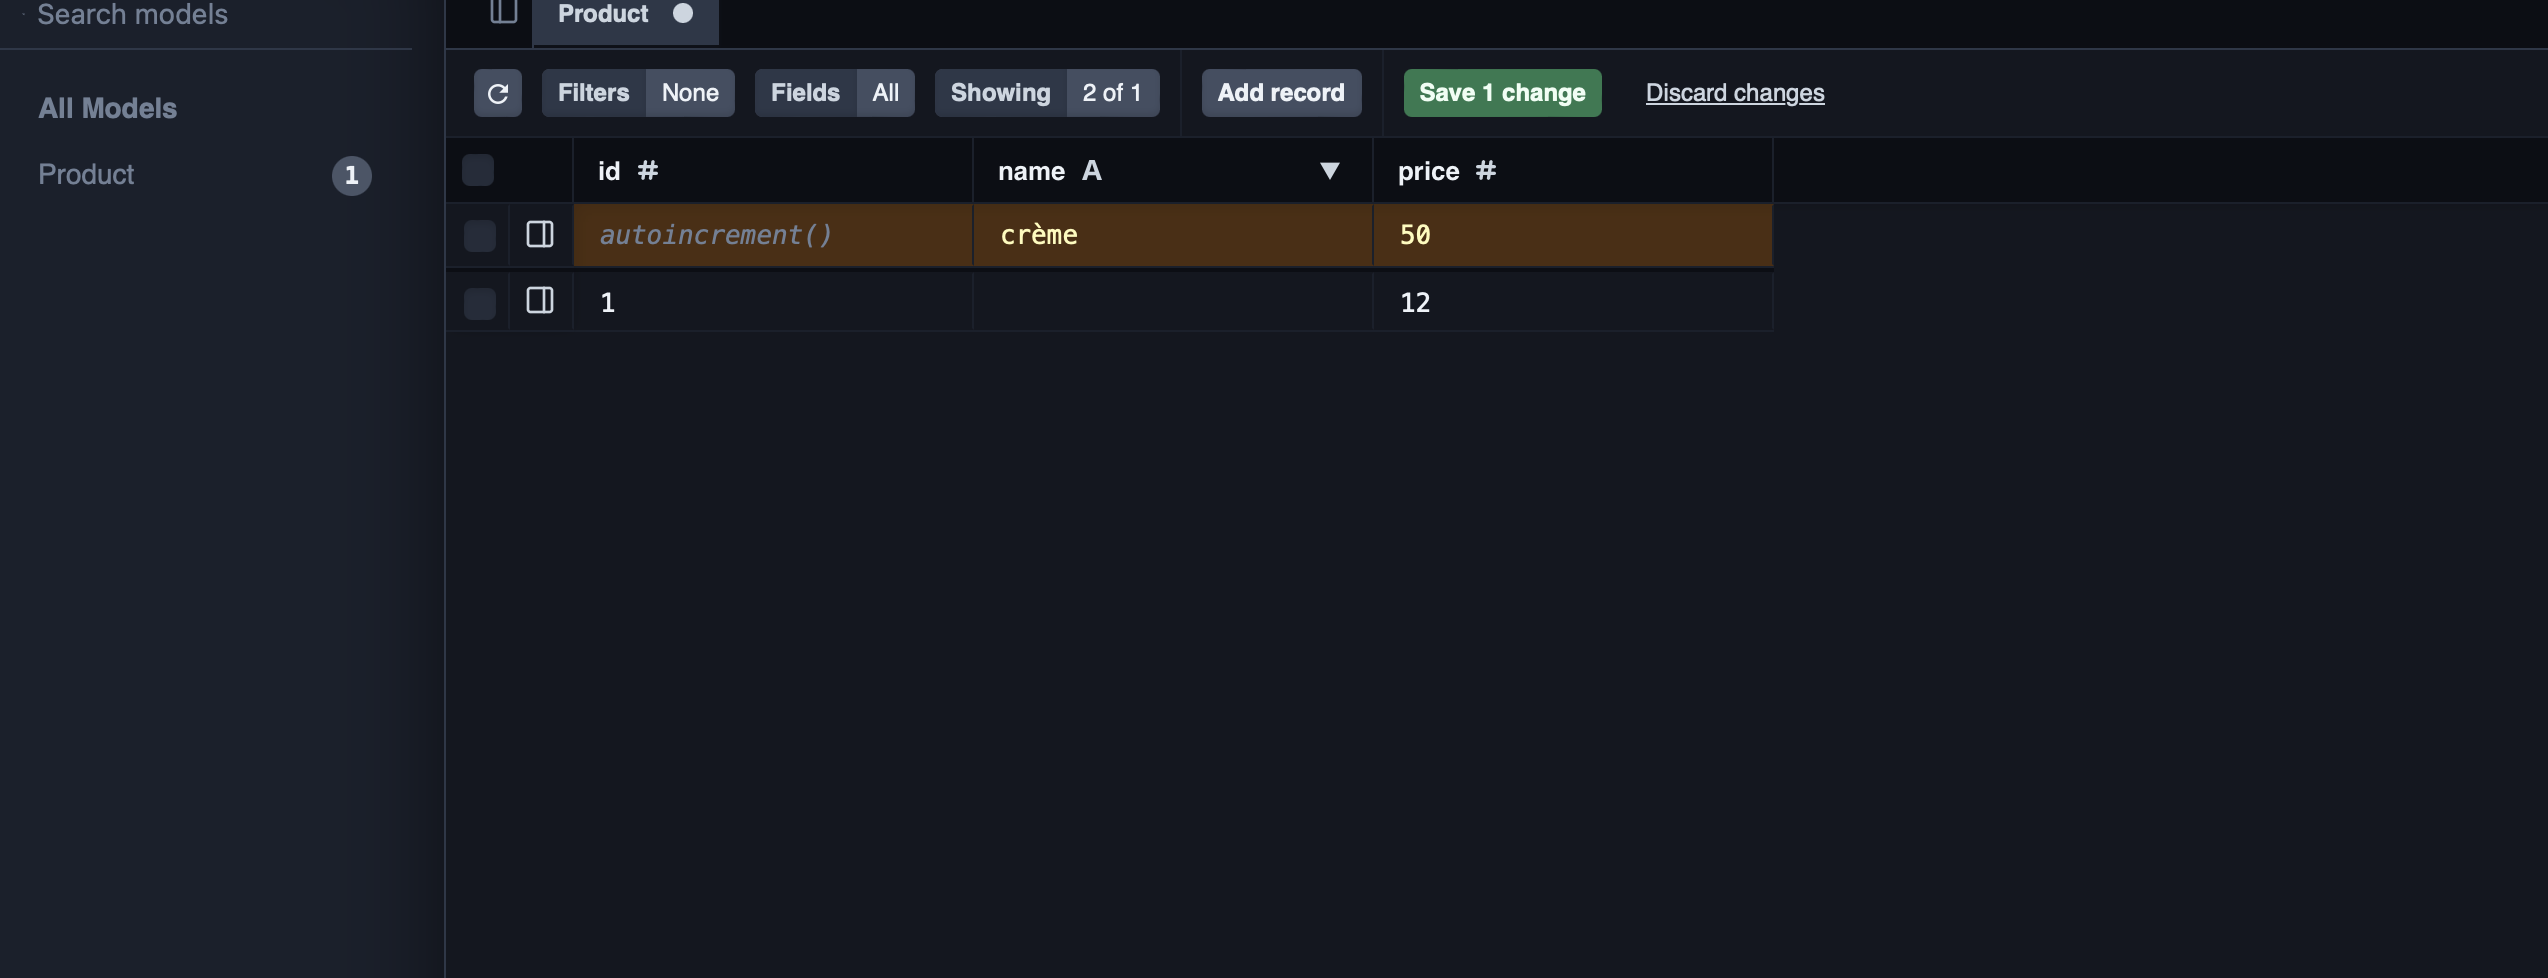 Search models
Product
All Models
Product 1
Filters None Fields All Showing 2 of 1 Add record Save 1 change Discard changes
id # name A price #
autoincrement() crème 50
1 12